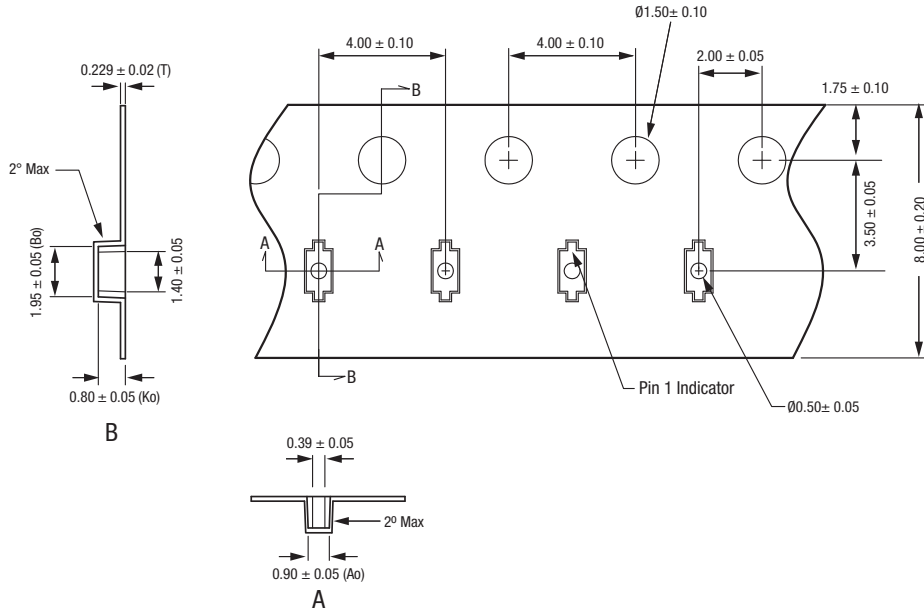 Ø1.50± 0.10
4.00 ± 0.10
4.00 ± 0.10
2.00 ± 0.05
0.229 ± 0.02 (T)
B
1.75 ± 0.10
2° Max
A
A
1.95 ± 0.05 (Bo)
1.40 ± 0.05
3.50 ± 0.05
8.00 ± 0.20
B
Pin 1 Indicator
0.80 ± 0.05 (Ko)
Ø0.50± 0.05
B
0.39 ± 0.05
2º Max
0.90 ± 0.05 (Ao)
A